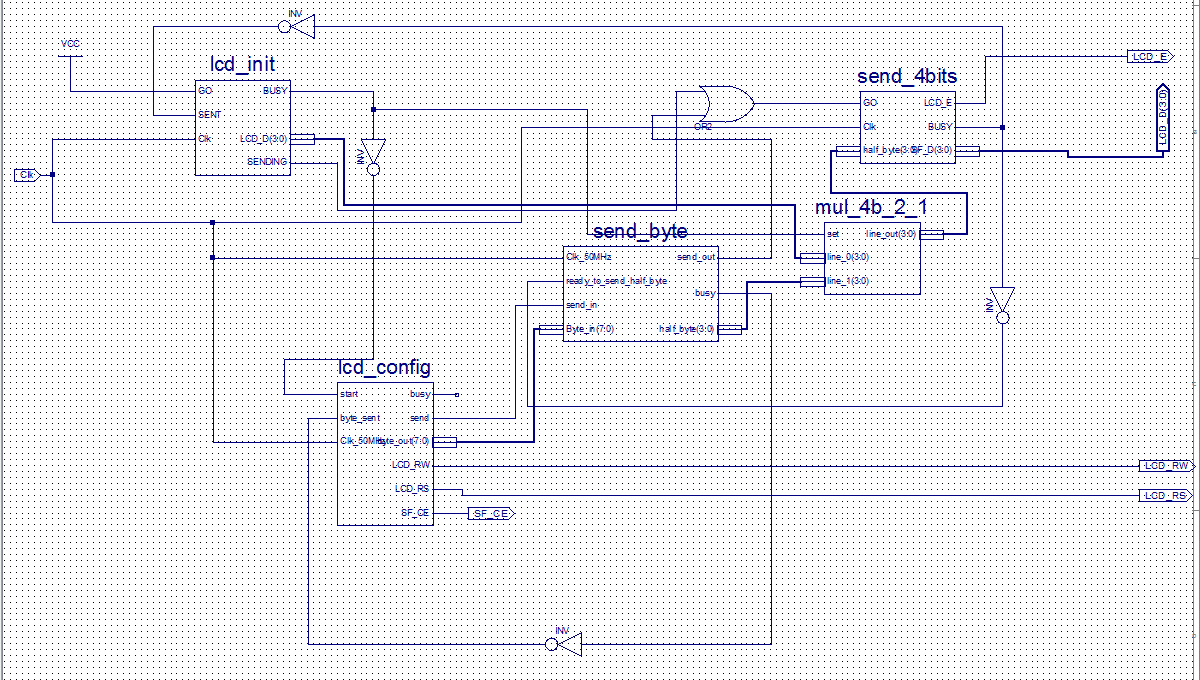 INV
VCC
lcd_init
GO
BUSY
SENT
Clk
LCD_D(3:0)
SENDING
Clk
INV
OR2
send_4bits
GO
LCD_E
Clk
BUSY
half_byte(3:0)
SF_D(3:0)
LCD_E
LCD_D(3:0)
mul_4b_2_1
set
line_out(3:0)
line_0(3:0)
line_1(3:0)
send_byte
Clk_50MHz
send_out
ready_to_send_half_byte
busy
send_in
Byte_in(7:0)
half_byte(3:0)
INV
lcd_config
start
busy
byte_sent
send
Clk_50MHz
byte_out(7:0)
LCD_RW
LCD_RS
SF_CE
SF_CE
LCD_RW
LCD_RS
INV